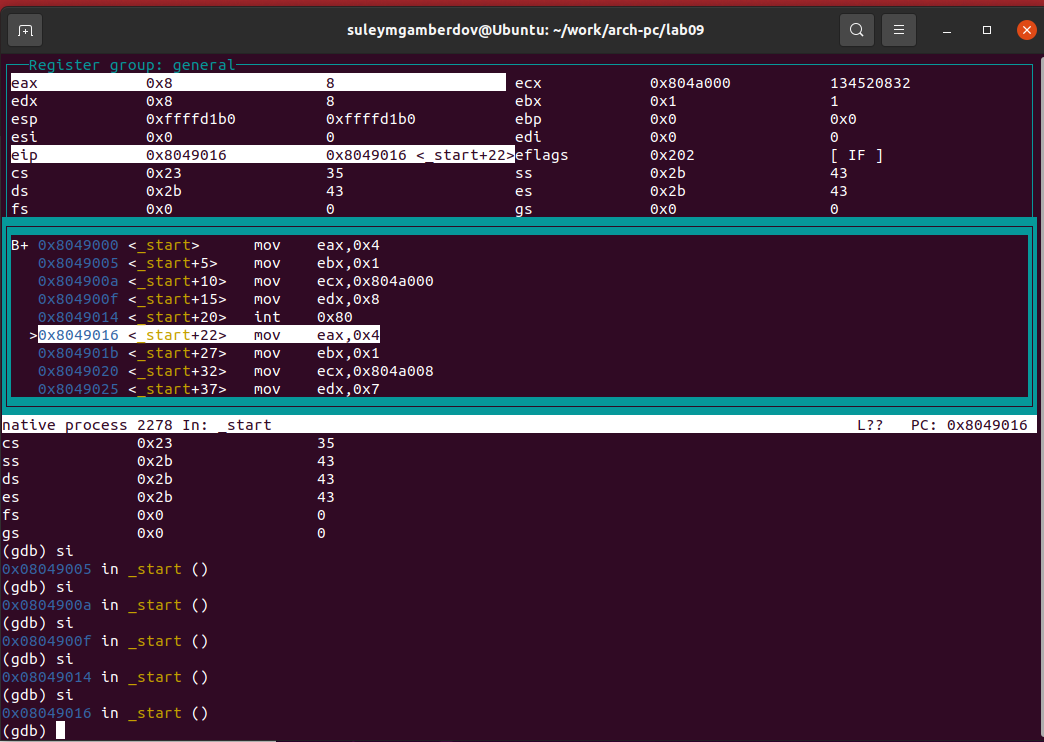 suleymgamberdov@Ubuntu: ~/work/arch-pc/lab09
Register group: general
eax 0x8 8 ecx 0x804a000 134520832
edx 0x8 8 ebx 0x1 1
esp 0xffffd1b0 0xffffd1b0 ebp 0x0 0x0
esi 0x0 0 edi 0x0 0
eip 0x8049016 0x8049016 <_start+22> eflags 0x202 [ IF ]
cs 0x23 35 ss 0x2b 43
ds 0x2b 43 es 0x2b 43
fs 0x0 0 gs 0x0 0
B+ 0x8049000 <_start> mov eax,0x4
0x8049005 <_start+5> mov ebx,0x1
0x804900a <_start+10> mov ecx,0x804a000
0x804900f <_start+15> mov edx,0x8
0x8049014 <_start+20> int 0x80
>0x8049016 <_start+22> mov eax,0x4
0x804901b <_start+27> mov ebx,0x1
0x8049020 <_start+32> mov ecx,0x804a008
0x8049025 <_start+37> mov edx,0x7
native process 2278 In: _start L?? PC: 0x8049016
cs 0x23 35
ss 0x2b 43
ds 0x2b 43
es 0x2b 43
fs 0x0 0
gs 0x0 0
(gdb) si
0x08049005 in _start ()
(gdb) si
0x0804900a in _start ()
(gdb) si
0x0804900f in _start ()
(gdb) si
0x08049014 in _start ()
(gdb) si
0x08049016 in _start ()
(gdb)